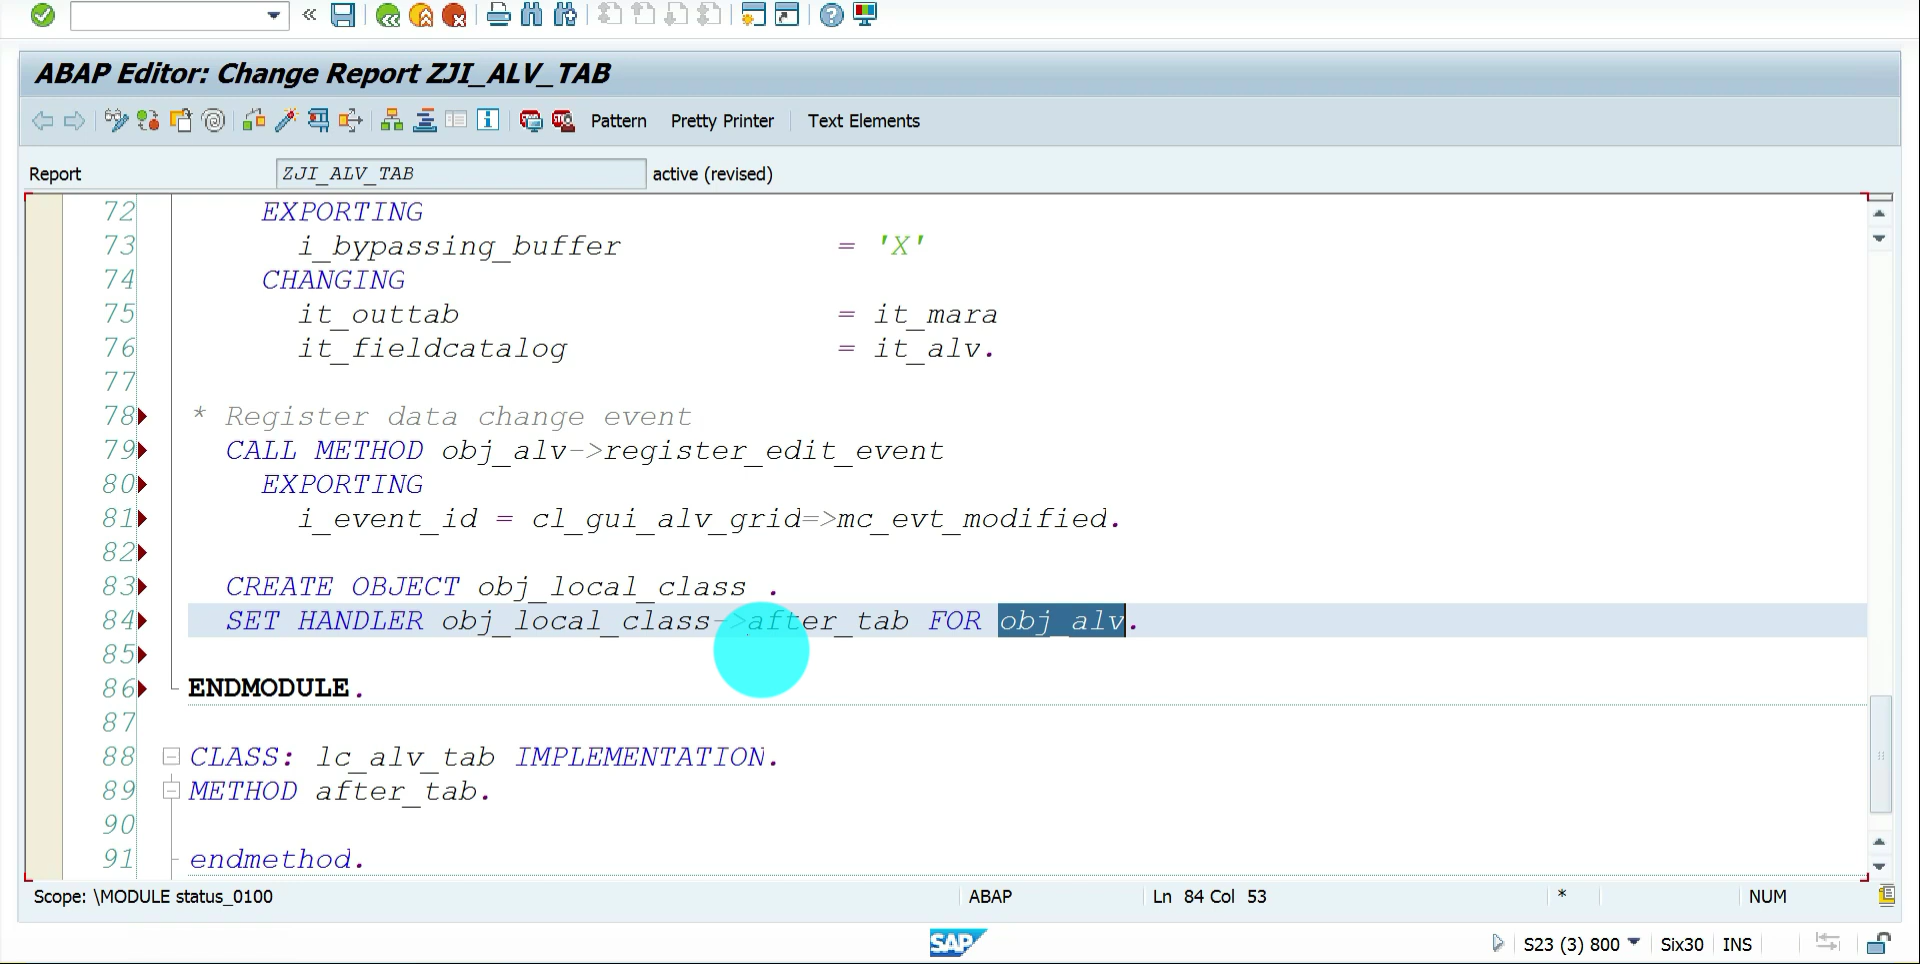 «
ABAP Editor: Change Report ZJI_ALV_TAB
Pattern Pretty Printer Text Elements
Report ZJI_ALV_TAB active (revised)
72 EXPORTING
73 i_bypassing_buffer = 'X'
74 CHANGING
75 it_outtab = it_mara
76 it_fieldcatalog = it_alv.
77
78 * Register data change event
79 CALL METHOD obj_alv->register_edit_event
80 EXPORTING
81 i_event_id = cl_gui_alv_grid=>mc_evt_modified.
82
83 CREATE OBJECT obj_local_class .
84 SET HANDLER obj_local_class->after_tab FOR obj_alv.
85
86 ENDMODULE.
87
88 CLASS: lc_alv_tab IMPLEMENTATION.
89 METHOD after_tab.
90
91 endmethod.
Scope: \MODULE status_0100 ABAP Ln 84 Col 53 * NUM
SAP S23 (3) 800 Six30 INS